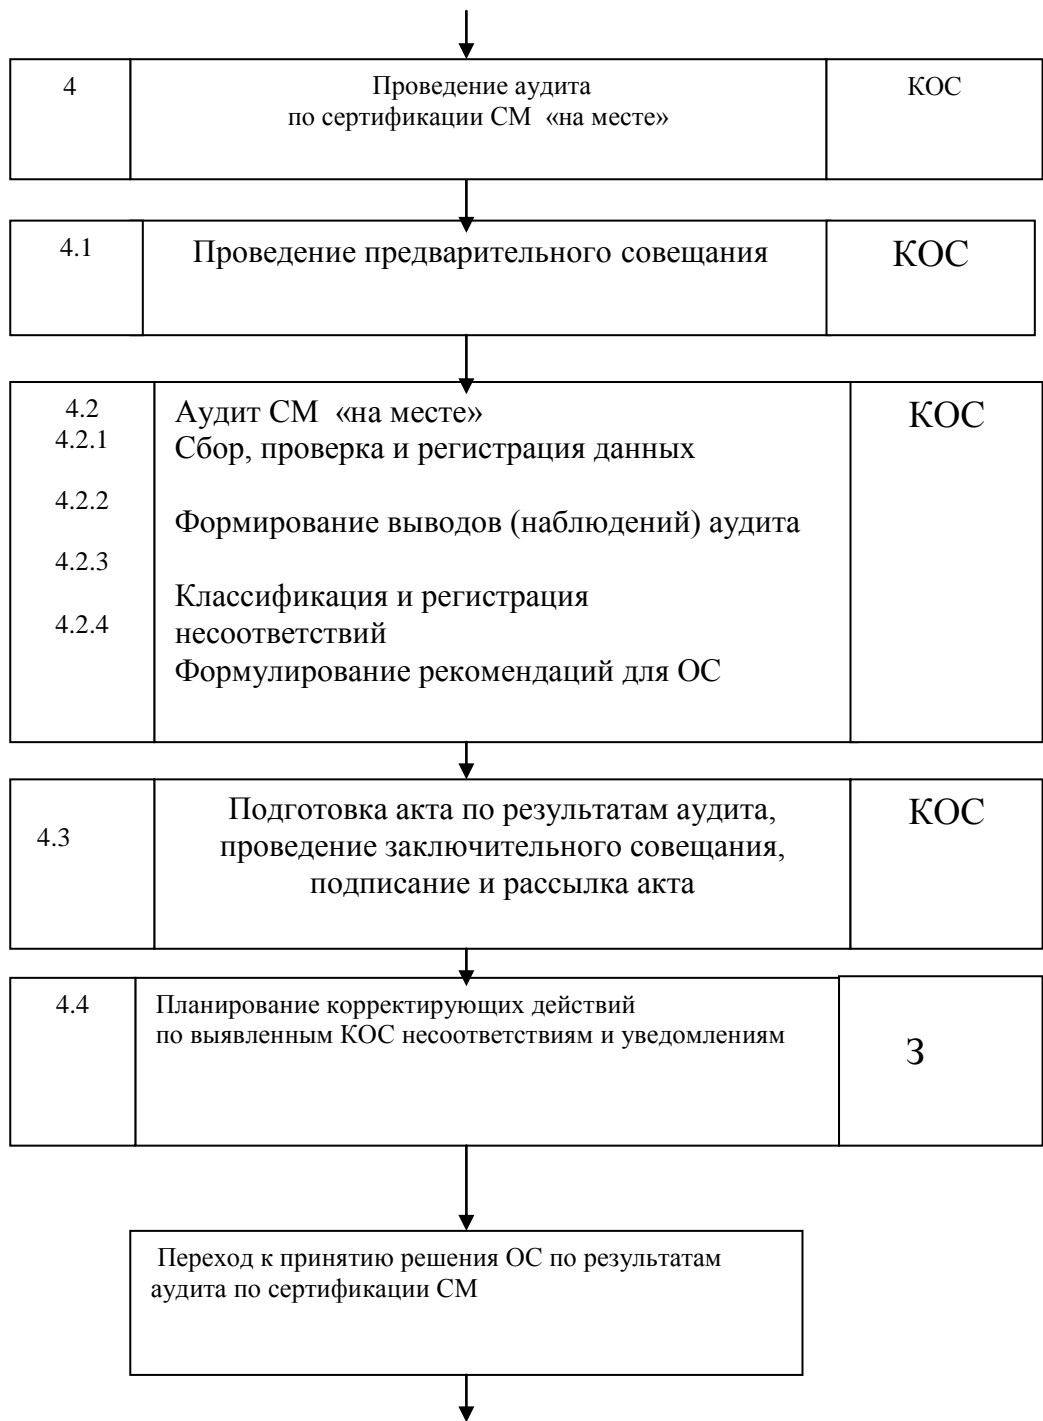 4
Проведение аудита
по сертификации СМ «на месте»
КОС
4.1
Проведение предварительного совещания
КОС
4.2
Аудит СМ «на месте»
КОС
4.2.1
Сбор, проверка и регистрация данных
4.2.2
Формирование выводов (наблюдений) аудита
4.2.3
Классификация и регистрация
несоответствий
4.2.4
Формулирование рекомендаций для ОС
4.3
Подготовка акта по результатам аудита,
проведение заключительного совещания,
подписание и рассылка акта
КОС
4.4
Планирование корректирующих действий
по выявленным КОС несоответствиям и уведомлениям
З
Переход к принятию решения ОС по результатам
аудита по сертификации СМ